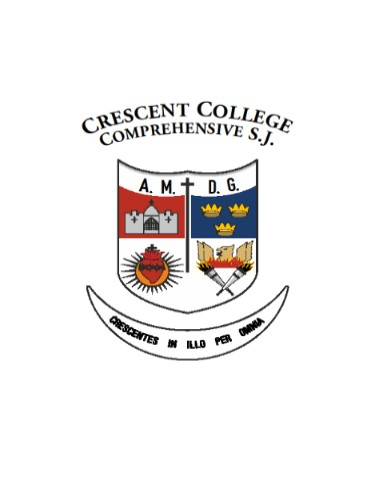 CRESCENT COLLEGE
COMPREHENSIVE S.J.
A. M. D. G.
CRESCENTES IN ILLO PER OMNIA